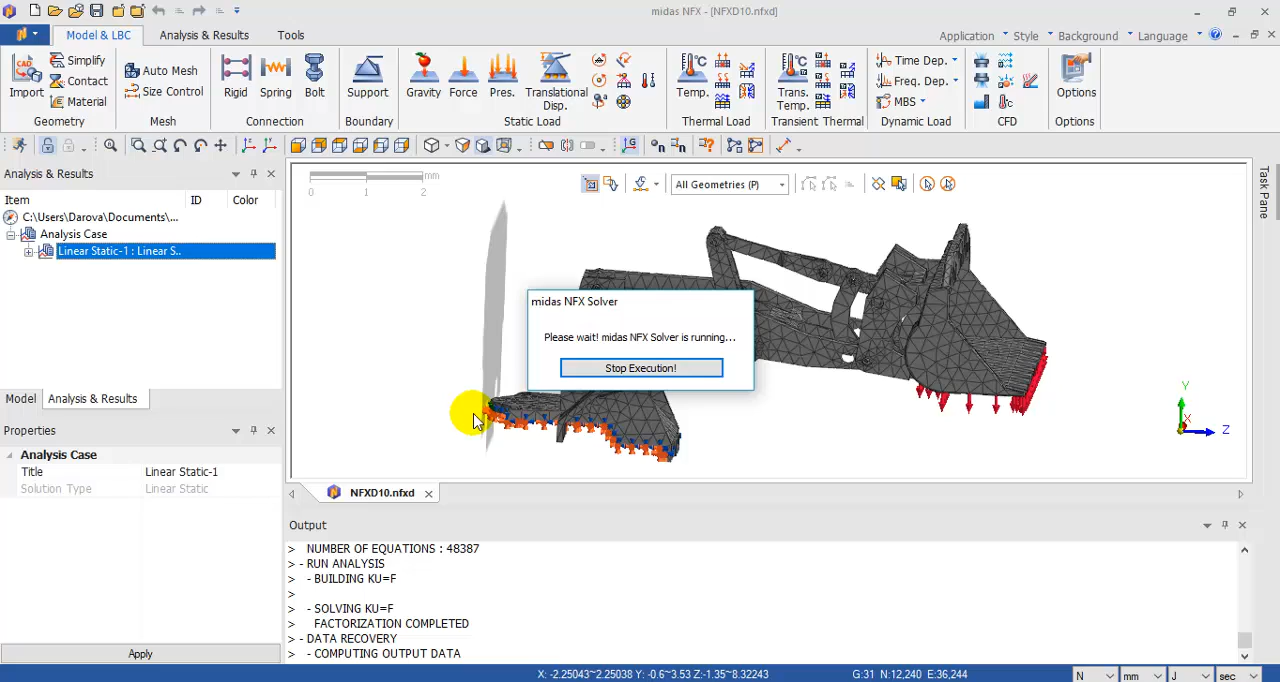 midas NFX - [NFXD10.nfxd]
Model & LBC
Analysis & Results
Tools
Application
Style
Background
Language
CAD
Import
Simplify
Contact
Material
Geometry
Auto Mesh
Size Control
Mesh
Rigid
Spring
Bolt
Connection
Support
Boundary
Gravity
Force
Pres.
Translational
Disp.
Static Load
Temp.
Thermal Load
Trans.
Temp.
Transient Thermal
Time Dep.
Freq. Dep.
MBS
Dynamic Load
CFD
Options
Options
Analysis & Results
Item
ID
Color
C:\Users\Darova\Documents\...
Analysis Case
Linear Static-1 : Linear S..
Model
Analysis & Results
Properties
Analysis Case
Title
Linear Static-1
Solution Type
Linear Static
Apply
mm
0
1
2
All Geometries (P)
midas NFX Solver
Please wait! midas NFX Solver is running...
Stop Execution!
Y
X
Z
Task Pane
NFXD10.nfxd
Output
> NUMBER OF EQUATIONS : 48387
> - RUN ANALYSIS
> - BUILDING KU=F
>
> - SOLVING KU=F
> FACTORIZATION COMPLETED
> - DATA RECOVERY
> - COMPUTING OUTPUT DATA
X: -2.25043~2.25038 Y: -0.6~3.53 Z:-1.35~8.32243
G:31 N:12,240 E:36,244
N
mm
J
sec